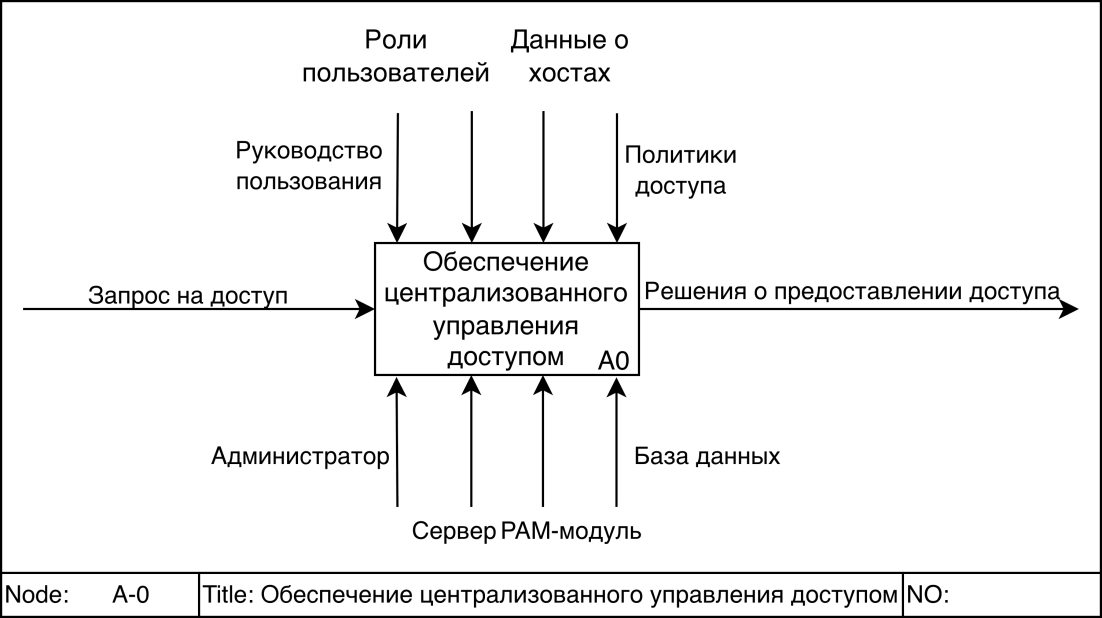 Роли
пользователей
Данные о
хостах
Руководство
пользования
Политики
доступа
Запрос на доступ
Обеспечение
централизованного
управления
доступом
A0
Решения о предоставлении доступа
Администратор
База данных
Сервер
PAM-модуль
Node: A-0
Title: Обеспечение централизованного управления доступом
NO: